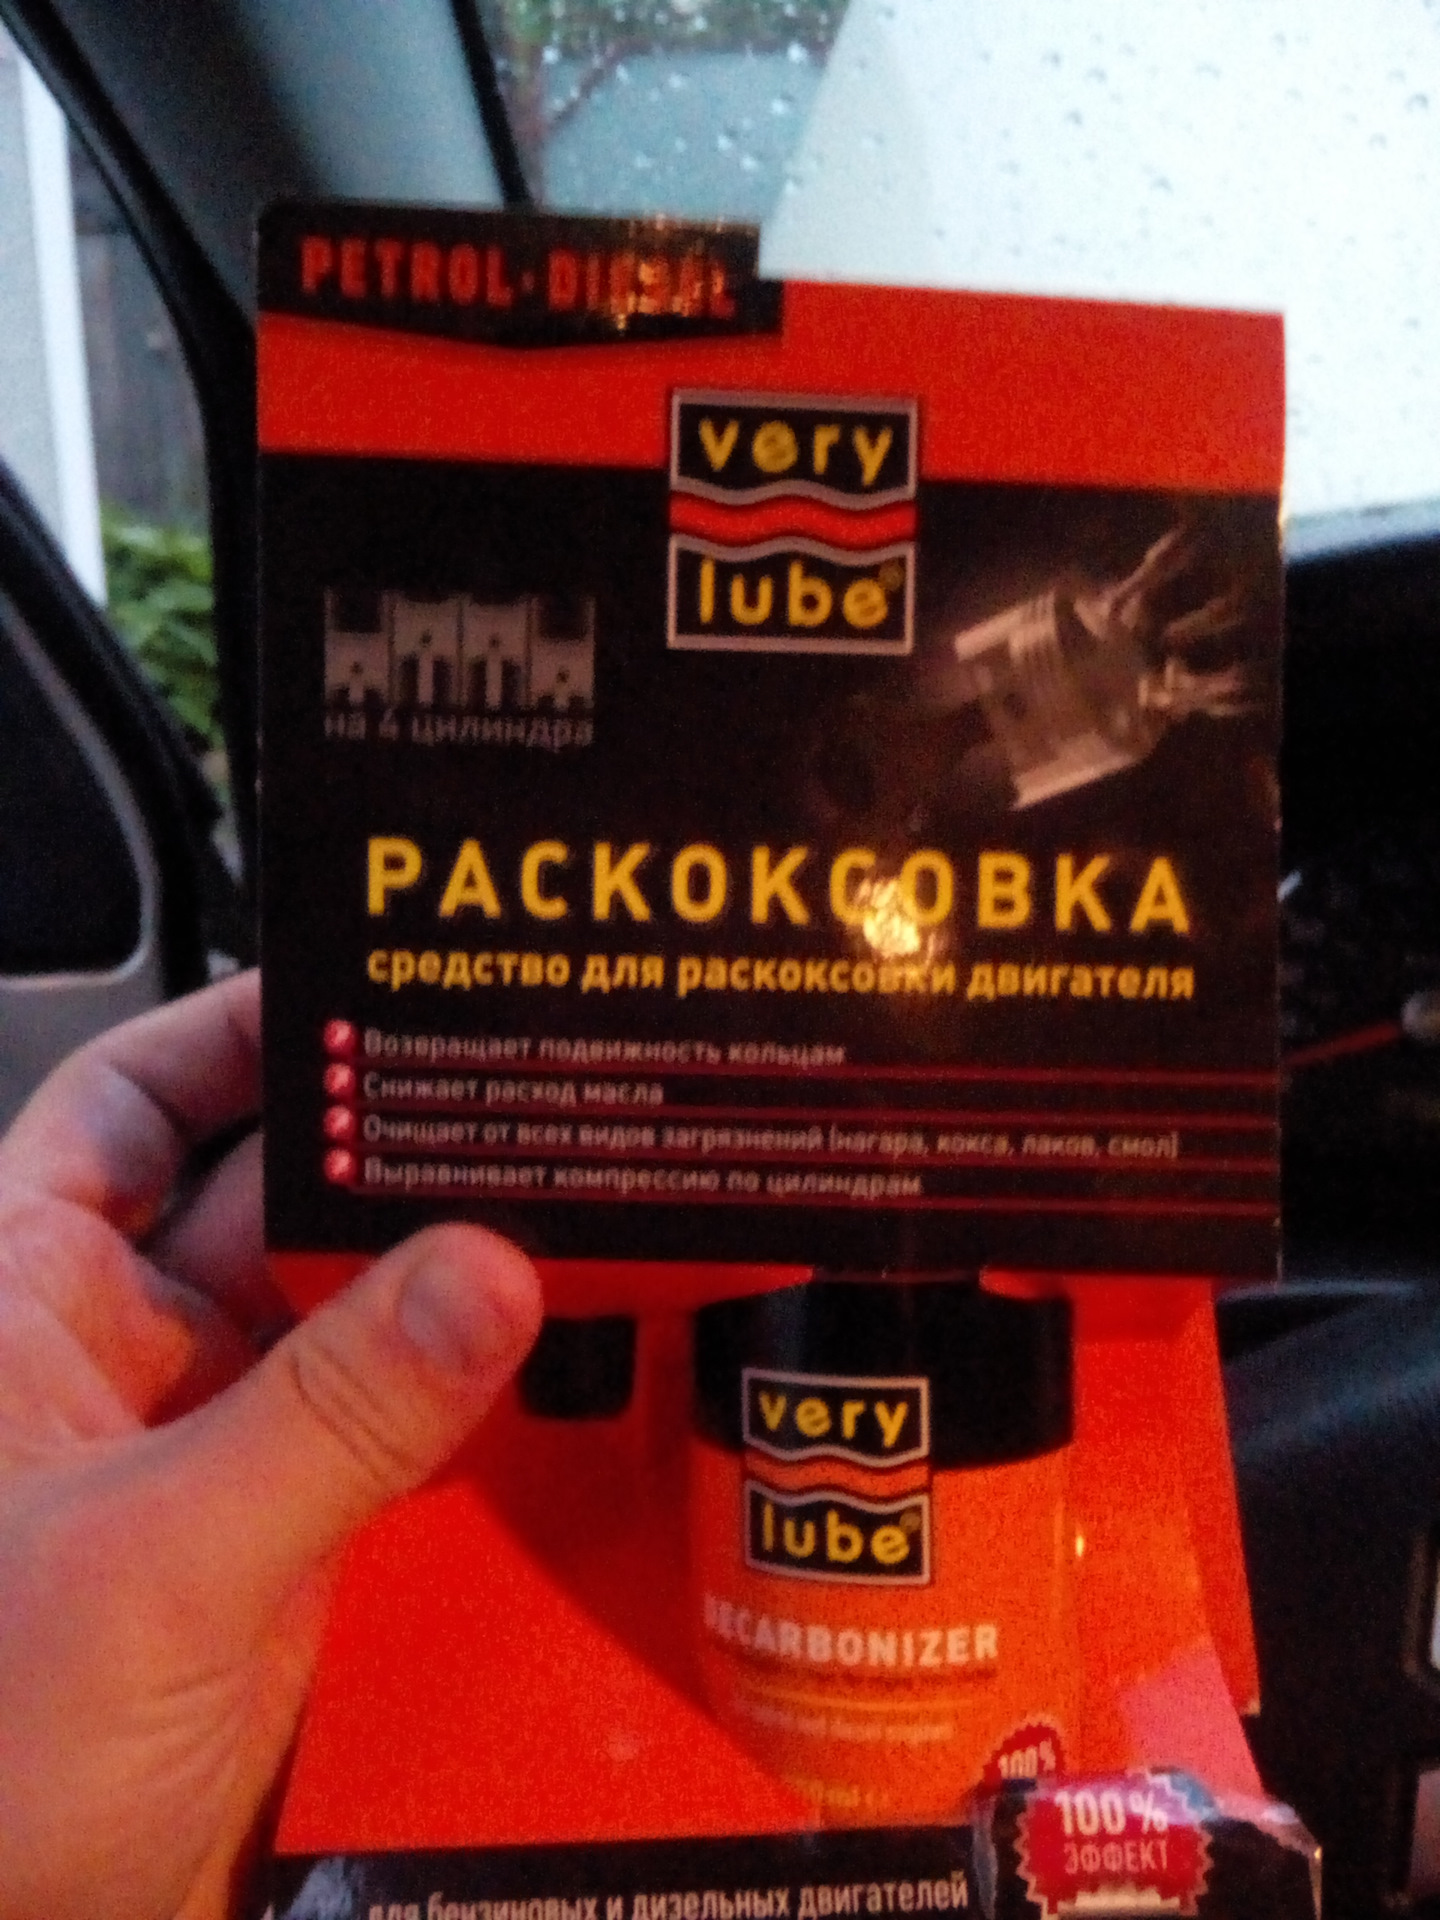 PETROL · DIESEL
very
lube®
на 4 цилиндра
РАСКОКСОВКА
средство для раскоксовки двигателя
Возвращает подвижность кольцам
Снижает расход масла
Очищает от всех видов загрязнений (нагара, кокса, лаков, смол)
Выравнивает компрессию по цилиндрам
very
lube®
DECARBONIZER
100%
100%
ЭФФЕКТ
для бензиновых и дизельных двигателей